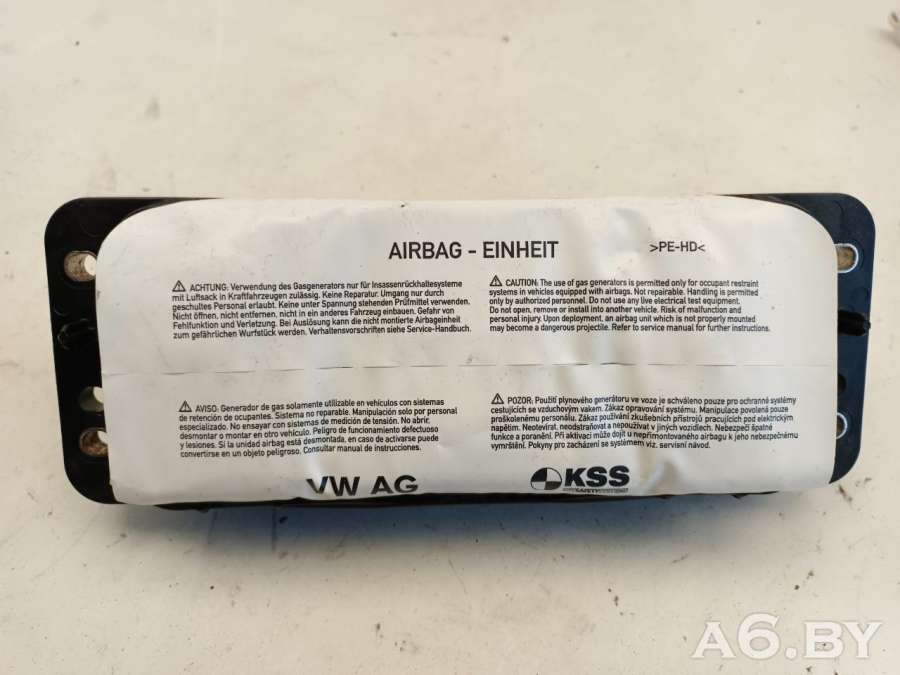 AIRBAG - EINHEIT
>PE-HD<
⚠ ACHTUNG: Verwendung des Gasgenerators nur für Insassenrückhaltesysteme
mit Luftsack in Kraftfahrzeugen zulässig. Keine Reparatur. Umgang nur durch
geschultes Personal erlaubt. Keine unter Spannung stehenden Prüfmittel verwenden.
Nicht öffnen, nicht entfernen, nicht in ein anderes Fahrzeug einbauen. Gefahr von
Fehlfunktion und Verletzung. Bei Auslösung kann die nicht montierte Airbageinheit
zum gefährlichen Wurfstück werden. Verhaltensvorschriften siehe Service-Handbuch.
⚠ CAUTION: The use of gas generators is permitted only for occupant restraint
systems in vehicles equipped with airbags. Not repairable. Handling is permitted
only by authorized personnel. Do not use any live electrical test equipment.
Do not open, remove or install into another vehicle. Risk of malfunction and
personal injury. Upon deployment, an airbag unit which is not properly mounted
may become a dangerous projectile. Refer to service manual for further instructions.
⚠ AVISO: Generador de gas solamente utilizable en vehículos con sistemas
de retención de ocupantes. Sistema no reparable. Manipulación solo por personal
especializado. No ensayar con sistemas de medición de tensión. No abrir,
desmontar o montar en otro vehículo. Peligro de funcionamiento defectuoso
y lesiones. Si la unidad airbag está desmontada, en caso de activarse puede
convertirse en un objeto peligroso. Consultar manual de instrucciones.
⚠ POZOR: Použití plynového generátoru ve voze je schváleno pouze pro ochranné systémy
cestujících se vzduchovým vakem. Zákaz opravování systému. Manipulace povolená pouze
proškolenému personálu. Zákaz používání zkušebních přístrojů pracujících pod elektrickým
napětím. Neotevírat, neodstraňovat a nepoužívat v jiných vozidlech. Nebezpečí špatné
funkce a poranění. Při aktivaci může dojít u nepřimontovaného airbagu k jeho nebezpečnému
vymrštění. Pokyny pro zacházení se systémem viz. servisní návod.
VW AG
KSS
A6.BY